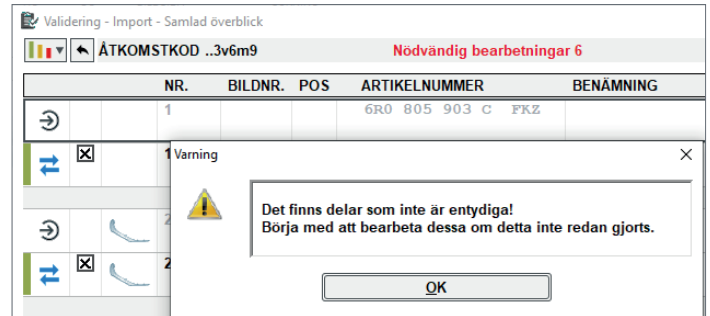 Validering - Import - Samlad överblick
ÅTKOMSTKOD ..3v6m9 Nödvändig bearbetningar 6
NR. BILDNR. POS ARTIKELNUMMER BENÄMNING
1 6R0 805 903 C FKZ
1 Varning
Det finns delar som inte är entydiga!
Börja med att bearbeta dessa om detta inte redan gjorts.
2
2
OK